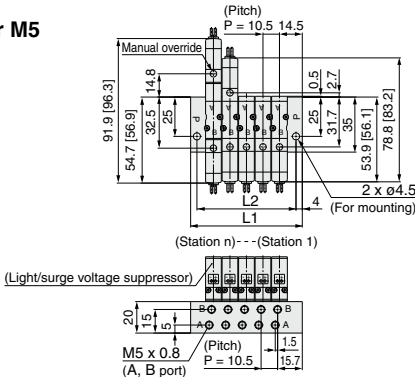 r M5
(Pitch)
P = 10.5
14.5
Manual override
14.8
0.5
2.7
91.9 [96.3]
54.7 [56.9]
32.5
25
P
A
A
A
A
P
B
B
B
B
B
25
31.7
35
53.9 [56.1]
78.8 [83.2]
L2
4
L1
2 x ø4.5
(For mounting)
(Station n)---(Station 1)
(Light/surge voltage suppressor)
20
15
5
B
B
A
A
M5 x 0.8
(A, B port)
(Pitch)
P = 10.5
1.5
15.7